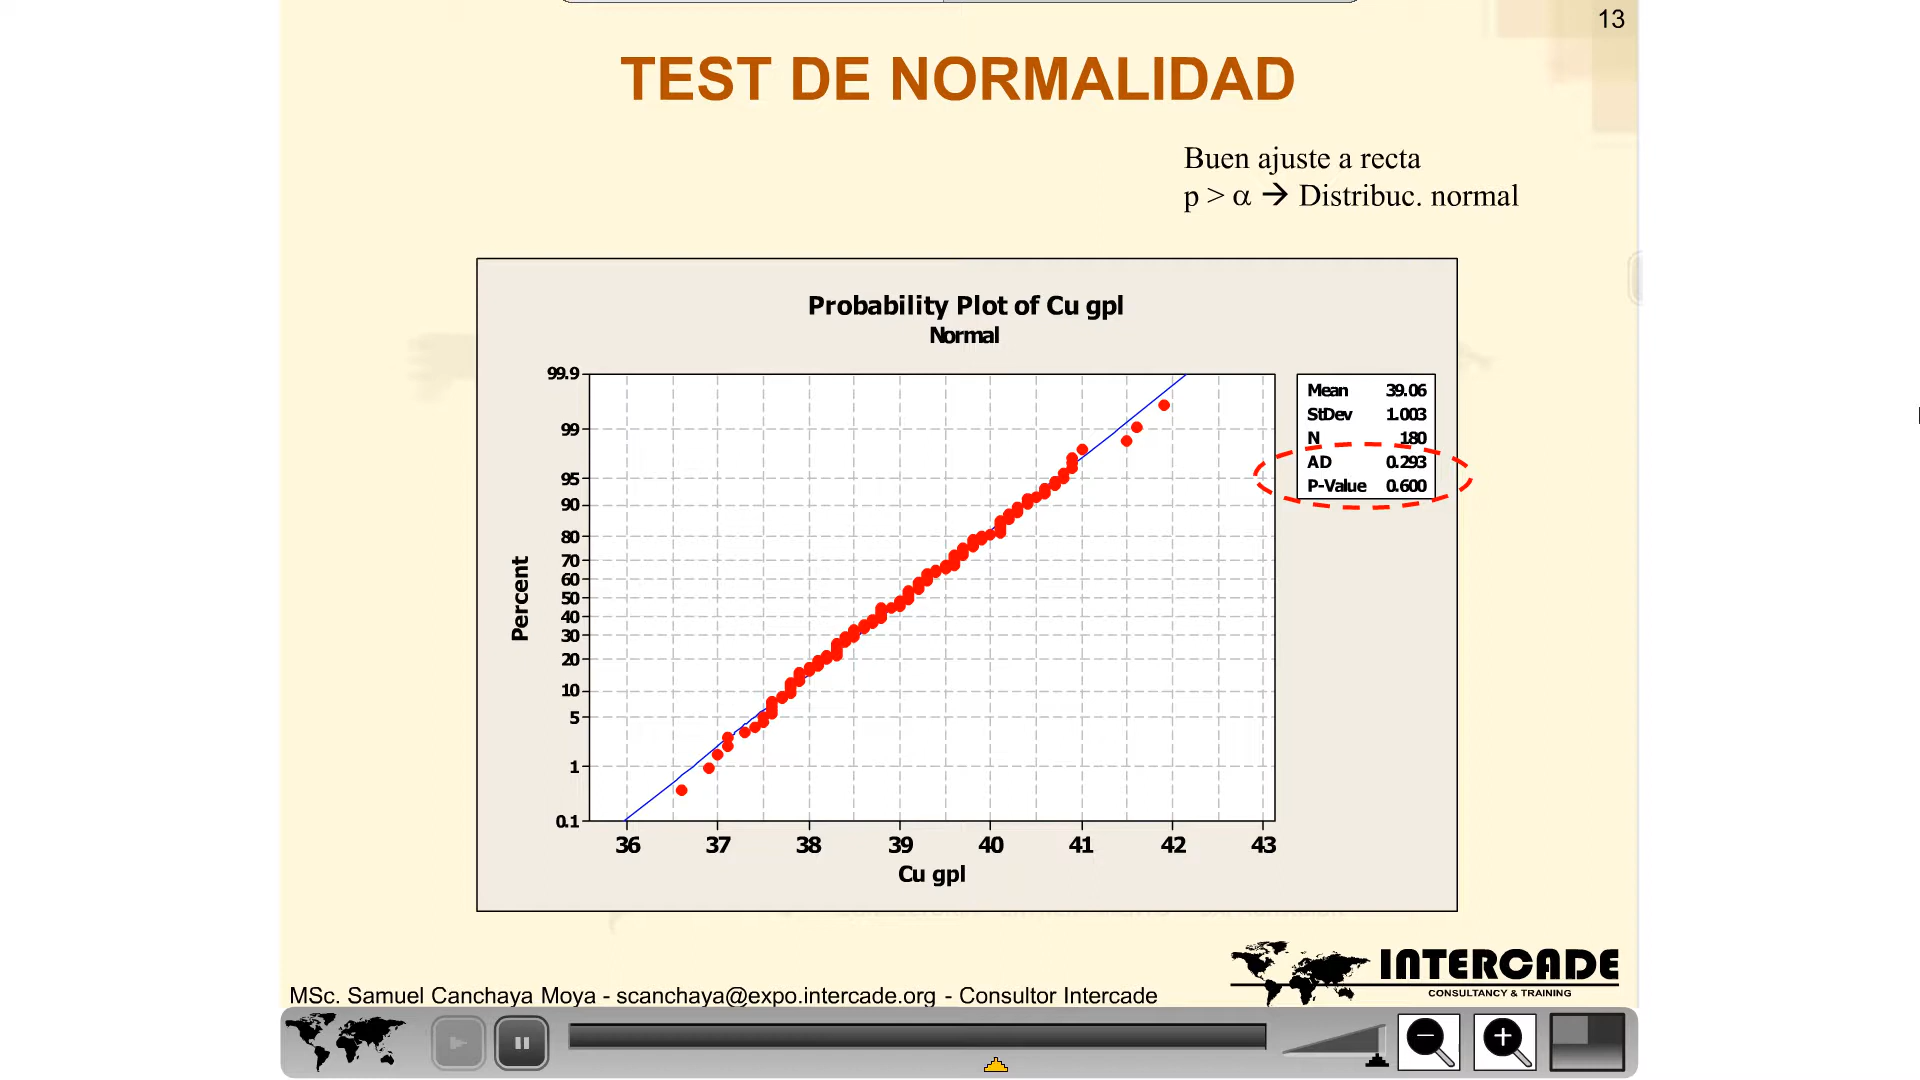 13
TEST DE NORMALIDAD
Buen ajuste a recta
p > α → Distribuc. normal
Probability Plot of Cu gpl
Normal
99.9
99
95
90
80
70
60
50
40
30
20
10
5
1
0.1
Percent
36 37 38 39 40 41 42 43
Cu gpl
Mean 39.06
StDev 1.003
N 180
AD 0.293
P-Value 0.600
INTERCADE
CONSULTANCY & TRAINING
MSc. Samuel Canchaya Moya - scanchaya@expo.intercade.org - Consultor Intercade